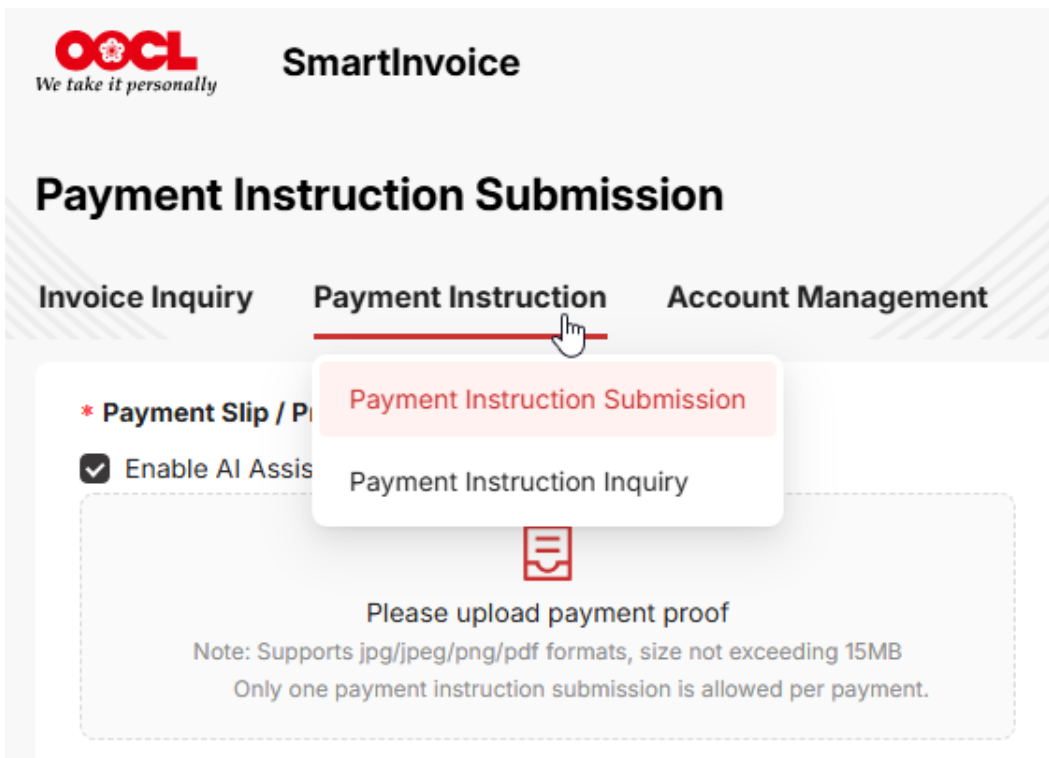 OOCL
We take it personally
SmartInvoice
Payment Instruction Submission
Invoice Inquiry Payment Instruction Account Management
* Payment Slip /
Enable AI
Payment Instruction Submission
Payment Instruction Inquiry
Please upload payment proof
Note: Supports jpg/jpeg/png/pdf formats, size not exceeding 15MB
Only one payment instruction submission is allowed per payment.